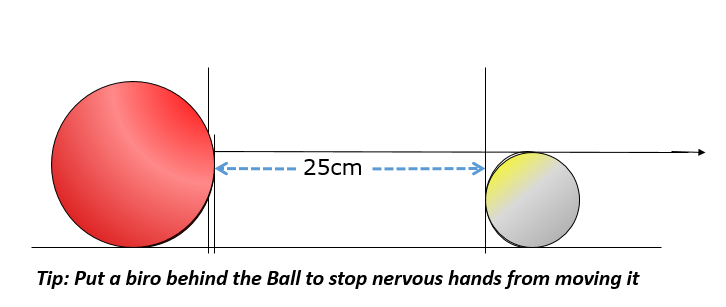 25cm
Tip: Put a biro behind the Ball to stop nervous hands from moving it